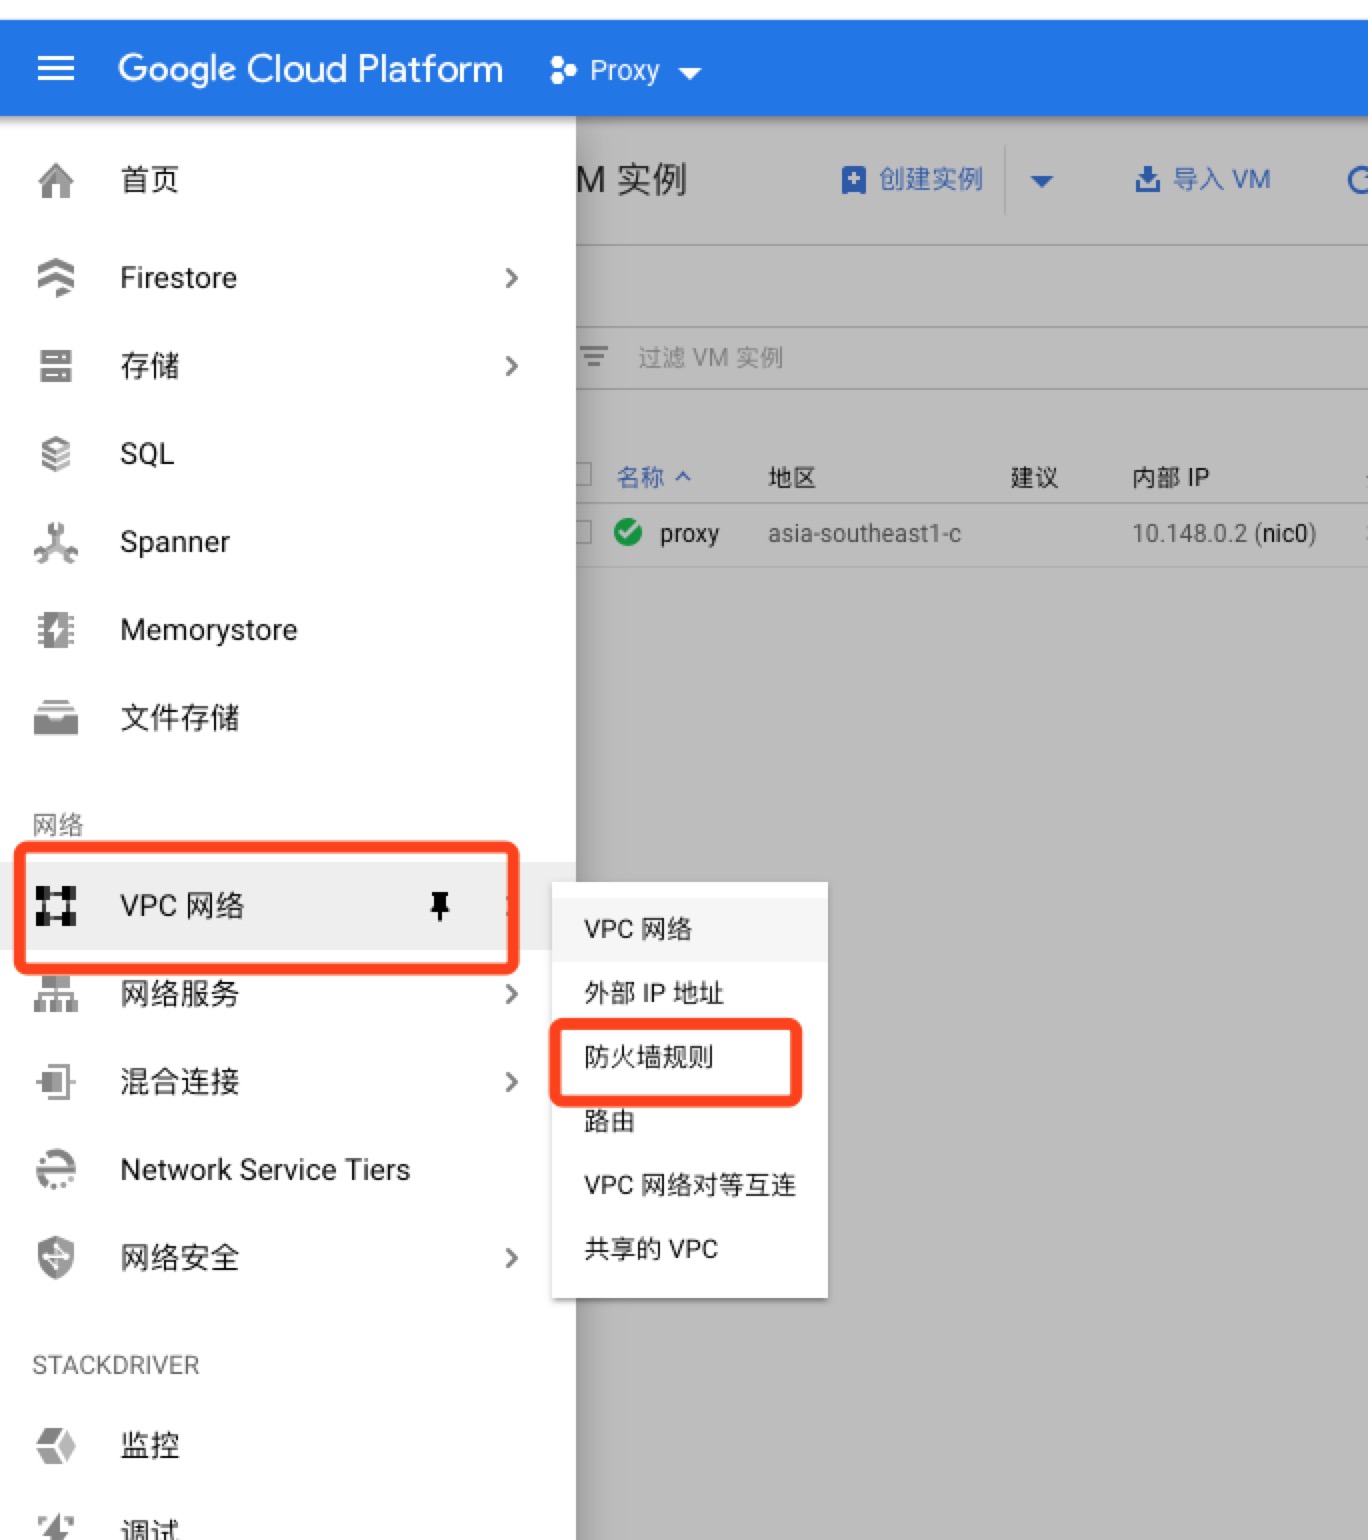 Google Cloud Platform
Proxy
首页
Firestore
存储
SQL
Spanner
Memorystore
文件存储
网络
VPC 网络
网络服务
混合连接
Network Service Tiers
网络安全
STACKDRIVER
监控
调试
M 实例
创建实例
导入 VM
过滤 VM 实例
名称 地区 建议 内部 IP
proxy asia-southeast1-c 10.148.0.2 (nic0)
VPC 网络
外部 IP 地址
防火墙规则
路由
VPC 网络对等互连
共享的 VPC